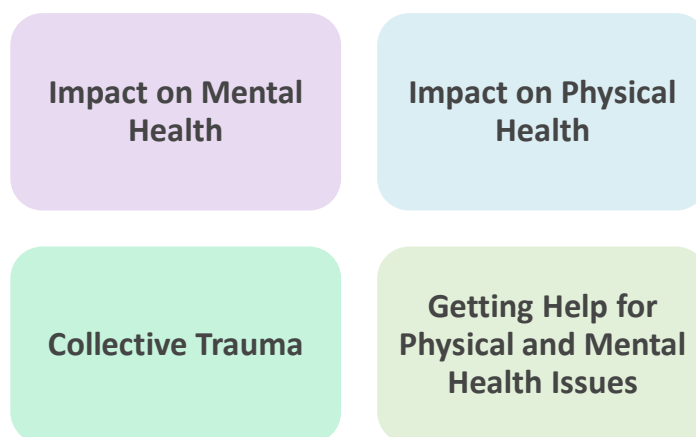 Impact on Mental
Health
Impact on Physical
Health
Collective Trauma
Getting Help for
Physical and Mental
Health Issues